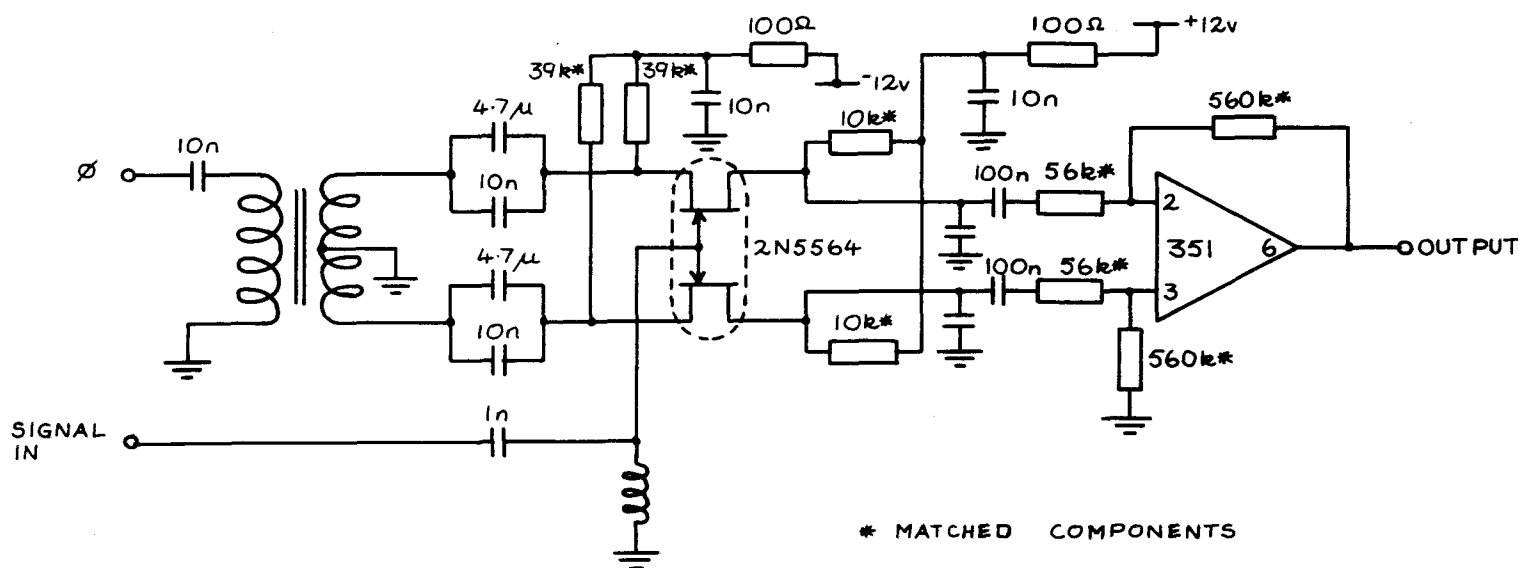 100Ω
100Ω
+12v
39k*
39k*
-12v
4.7μ
10n
10n
560k*
10k*
10n
Ø
10n
100n
56k*
2
2N5564
351
6
OUTPUT
4.7μ
100n
56k*
3
10n
10k*
560k*
1n
SIGNAL
IN
* MATCHED COMPONENTS